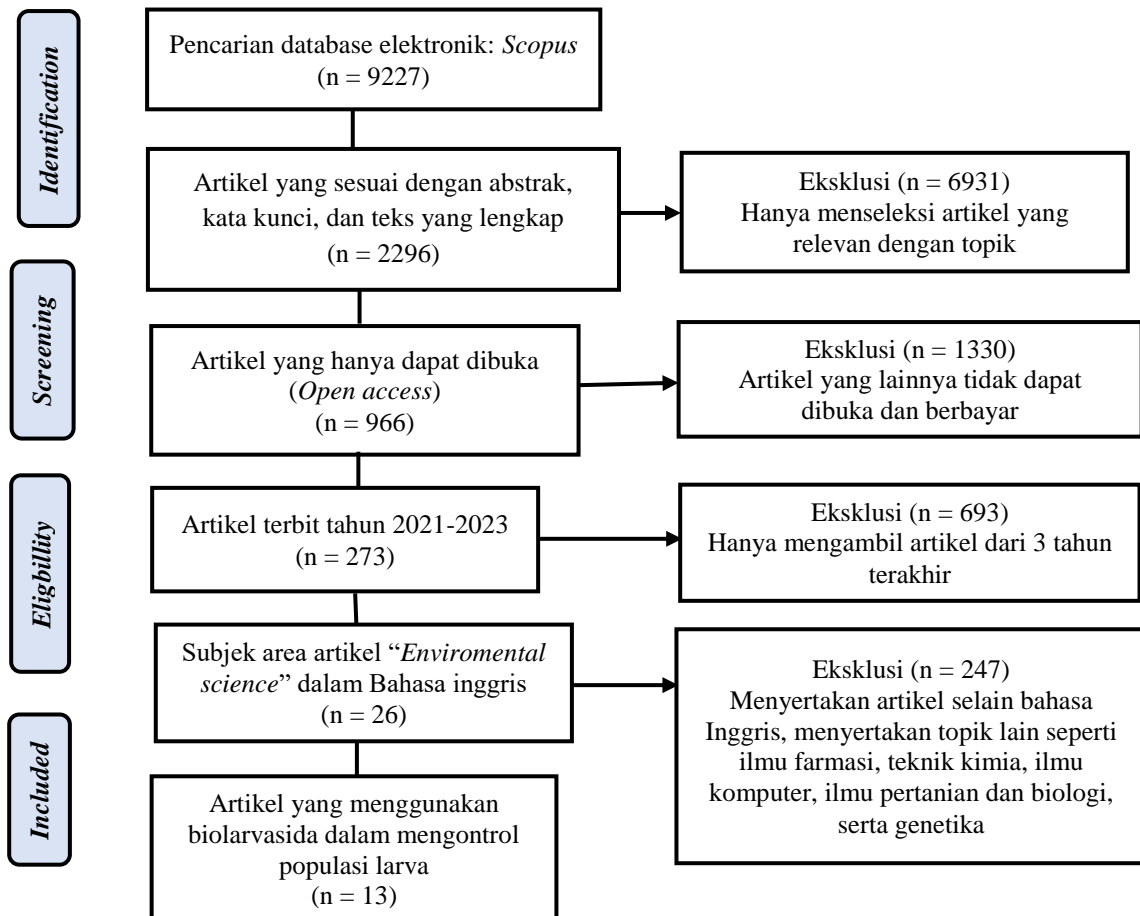 Identification
Pencarian database elektronik: Scopus
(n = 9227)
Artikel yang sesuai dengan abstrak,
kata kunci, dan teks yang lengkap
(n = 2296)
Eksklusi (n = 6931)
Hanya menseleksi artikel yang
relevan dengan topik
Screening
Artikel yang hanya dapat dibuka
(Open access)
(n = 966)
Eksklusi (n = 1330)
Artikel yang lainnya tidak dapat
dibuka dan berbayar
Eligbillity
Artikel terbit tahun 2021-2023
(n = 273)
Eksklusi (n = 693)
Hanya mengambil artikel dari 3 tahun
terakhir
Subjek area artikel “Enviromental
science” dalam Bahasa inggris
(n = 26)
Eksklusi (n = 247)
Menyertakan artikel selain bahasa
Inggris, menyertakan topik lain seperti
ilmu farmasi, teknik kimia, ilmu
komputer, ilmu pertanian dan biologi,
serta genetika
Included
Artikel yang menggunakan
biolarvasida dalam mengontrol
populasi larva
(n = 13)